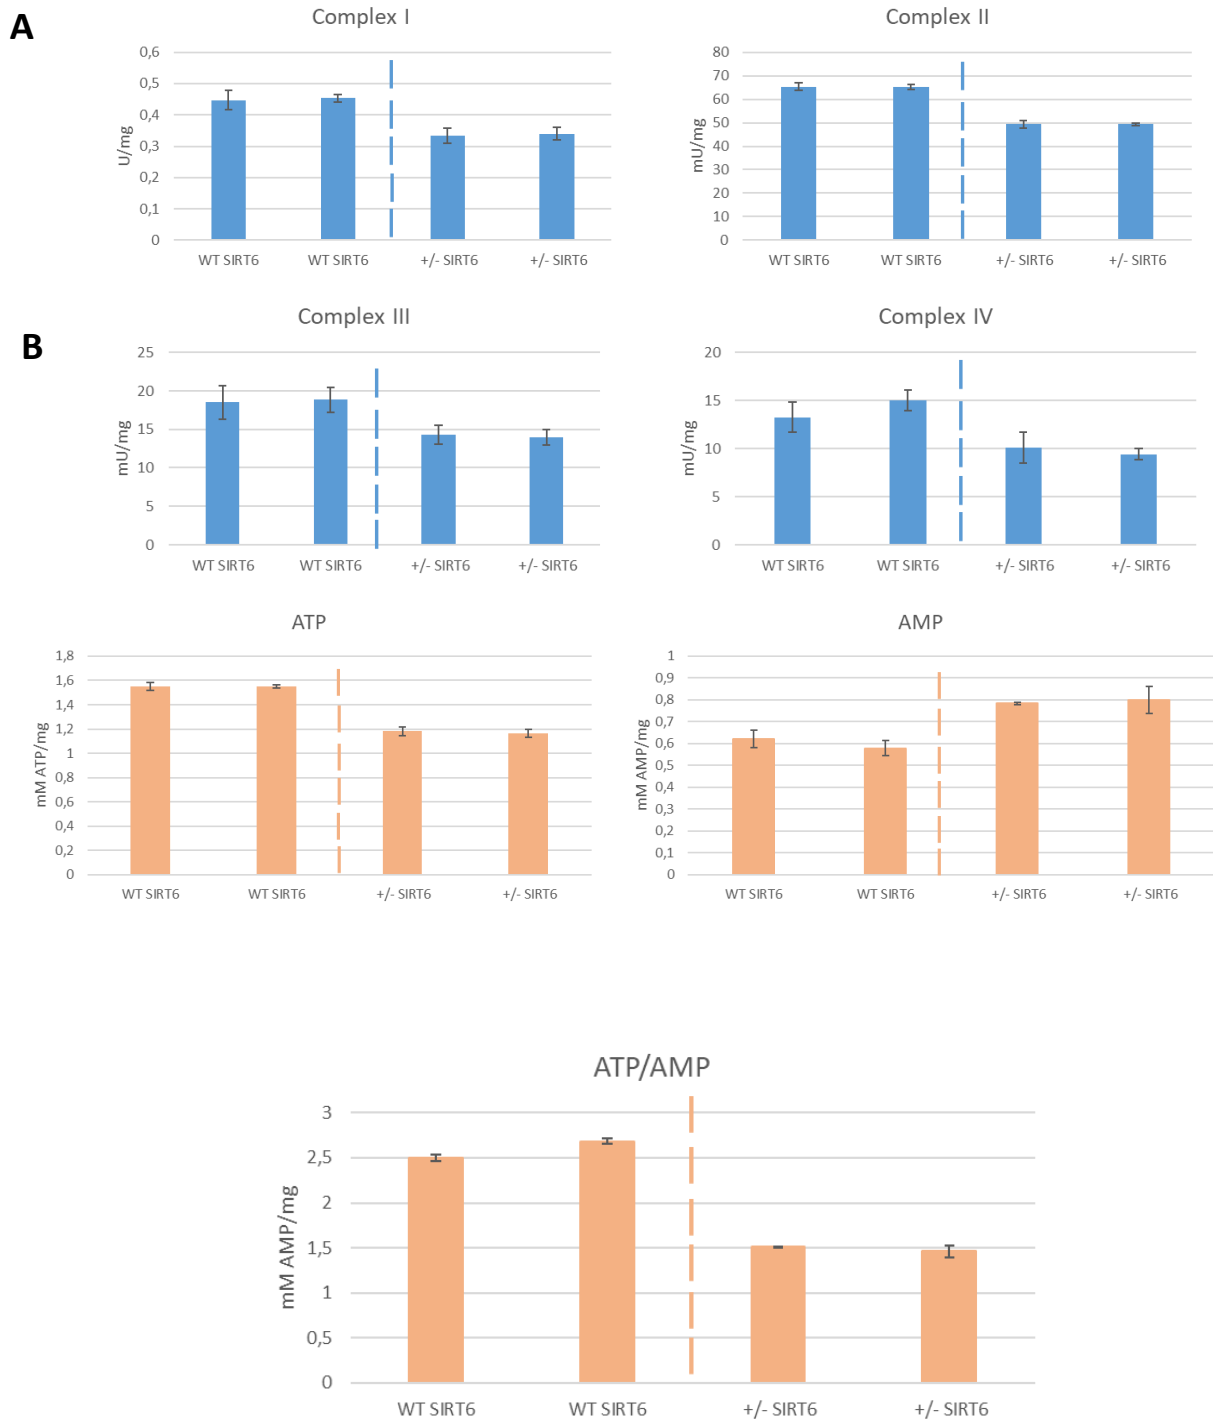 A
Complex I
0,6
0,5
0,4
0,3
0,2
0,1
0
U/mg
WT SIRT6 WT SIRT6 +/- SIRT6 +/- SIRT6
Complex II
80
70
60
50
40
30
20
10
0
mU/mg
WT SIRT6 WT SIRT6 +/- SIRT6 +/- SIRT6
B
Complex III
25
20
15
10
5
0
mU/mg
WT SIRT6 WT SIRT6 +/- SIRT6 +/- SIRT6
Complex IV
20
15
10
5
0
mU/mg
WT SIRT6 WT SIRT6 +/- SIRT6 +/- SIRT6
ATP
1,8
1,6
1,4
1,2
1
0,8
0,6
0,4
0,2
0
mM ATP/mg
WT SIRT6 WT SIRT6 +/- SIRT6 +/- SIRT6
AMP
1
0,9
0,8
0,7
0,6
0,5
0,4
0,3
0,2
0,1
0
mM AMP/mg
WT SIRT6 WT SIRT6 +/- SIRT6 +/- SIRT6
ATP/AMP
3
2,5
2
1,5
1
0,5
0
mM AMP/mg
WT SIRT6 WT SIRT6 +/- SIRT6 +/- SIRT6